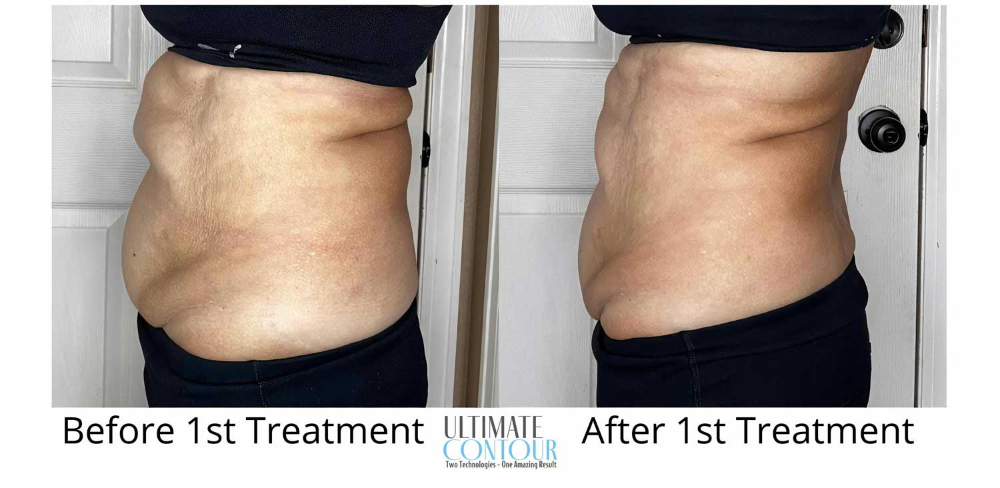 Before 1st Treatment
ULTIMATE
CONTOUR
Two Technologies - One Amazing Result
After 1st Treatment